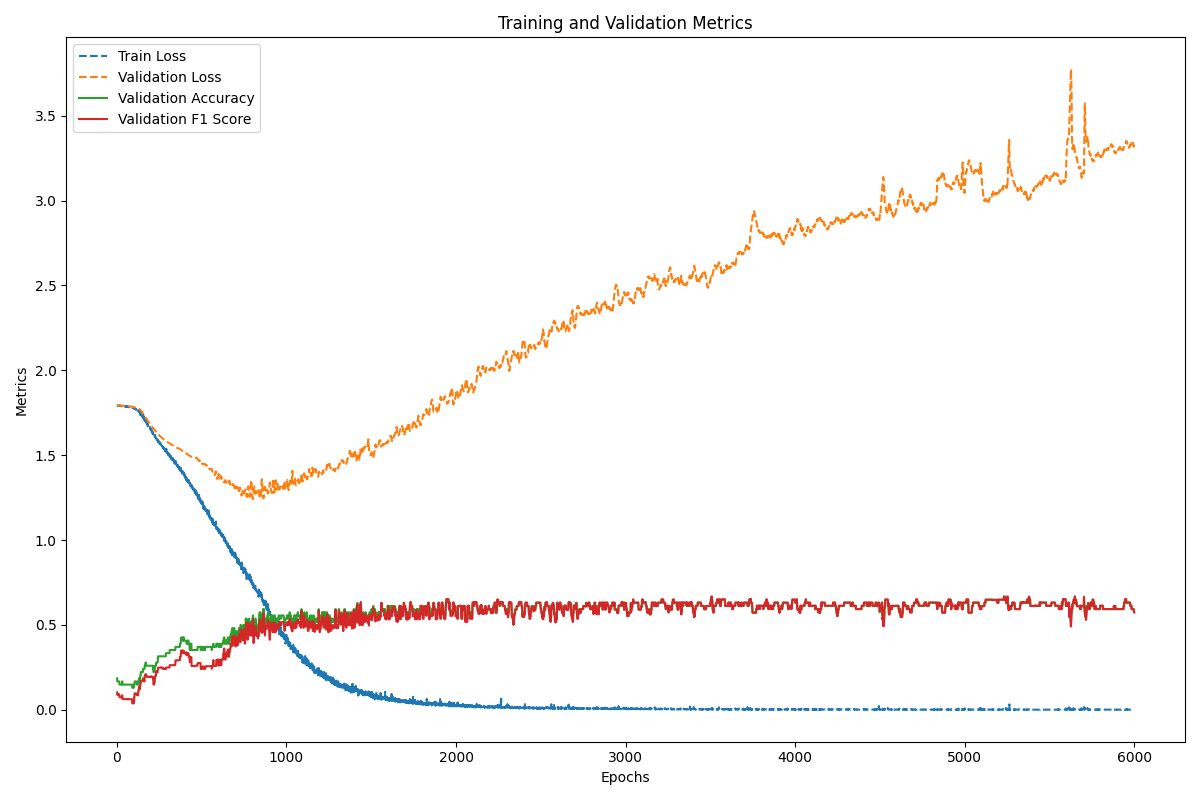 Training and Validation Metrics
Train Loss
Validation Loss
Validation Accuracy
Validation F1 Score
Metrics
3.5
3.0
2.5
2.0
1.5
1.0
0.5
0.0
0
1000
2000
3000
4000
5000
6000
Epochs